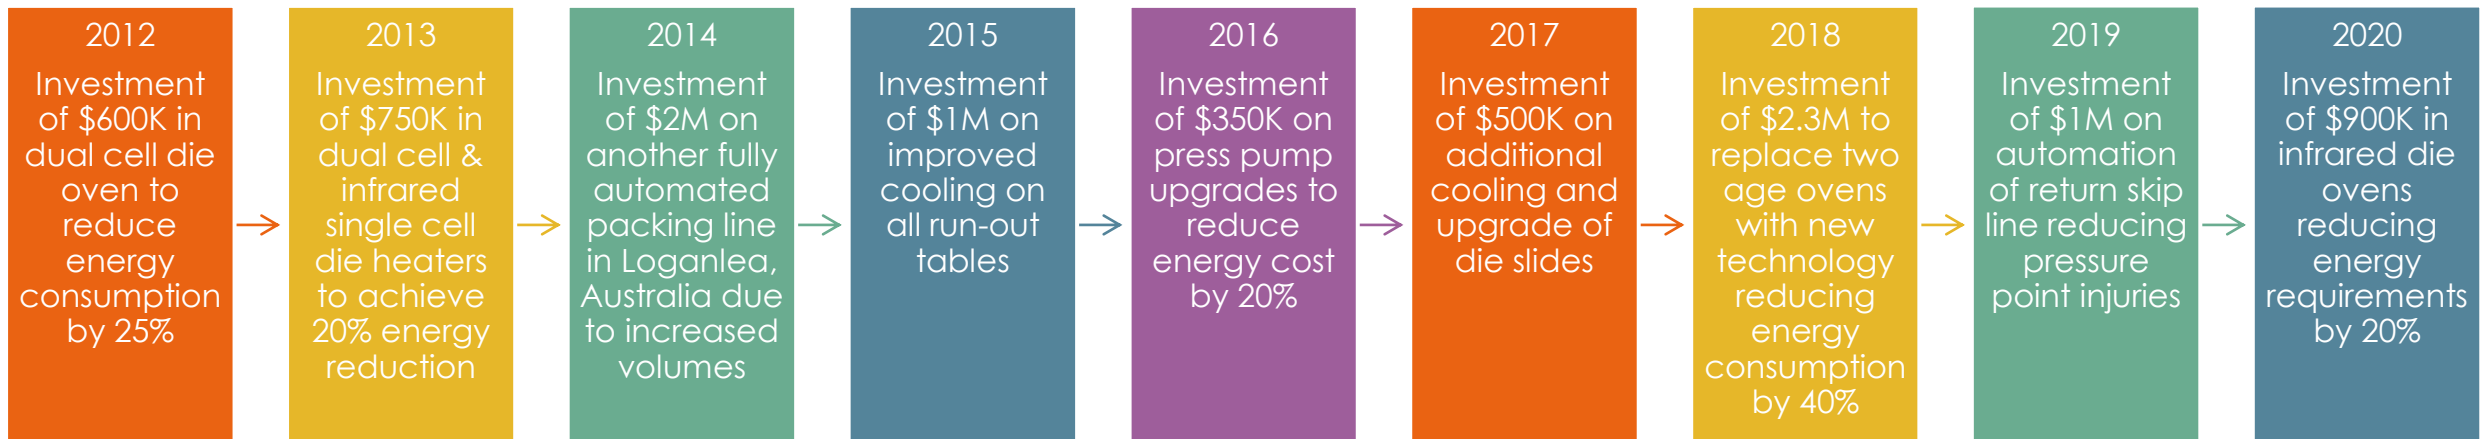 2012
Investment
of $600K in
dual cell die
oven to
reduce
energy
consumption
by 25%
2013
Investment
of $750K in
dual cell &
infrared
single cell
die heaters
to achieve
20% energy
reduction
2014
Investment
of $2M on
another fully
automated
packing line
in Loganlea,
Australia due
to increased
volumes
2015
Investment
of $1M on
improved
cooling on
all run-out
tables
2016
Investment
of $350K on
press pump
upgrades to
reduce
energy cost
by 20%
2017
Investment
of $500K on
additional
cooling and
upgrade of
die slides
2018
Investment
of $2.3M to
replace two
age ovens
with new
technology
reducing
energy
consumption
by 40%
2019
Investment
of $1M on
automation
of return skip
line reducing
pressure
point injuries
2020
Investment
of $900K in
infrared die
ovens
reducing
energy
requirements
by 20%